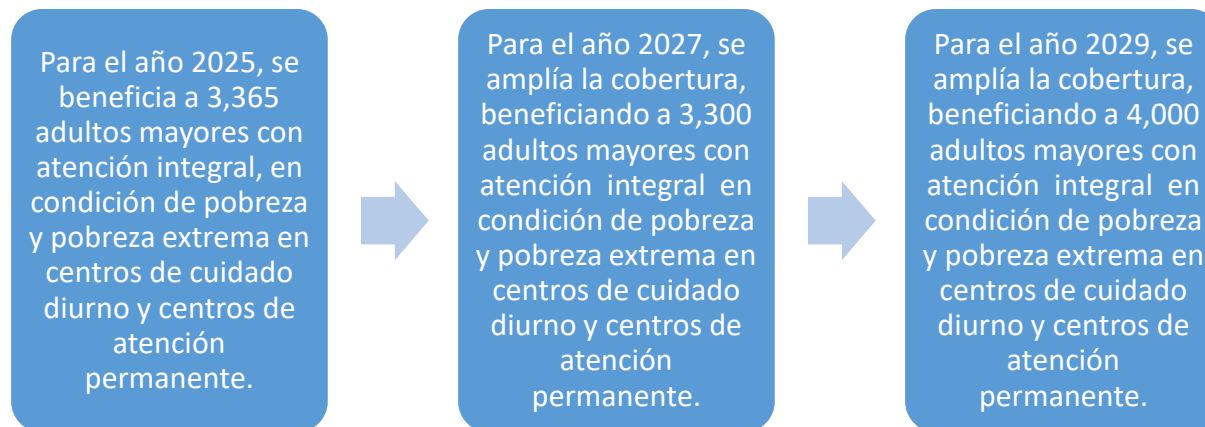 Para el año 2025, se
beneficia a 3,365
adultos mayores con
atención integral, en
condición de pobreza
y pobreza extrema en
centros de cuidado
diurno y centros de
atención
permanente.
Para el año 2027, se
amplía la cobertura,
beneficiando a 3,300
adultos mayores con
atención integral en
condición de pobreza
y pobreza extrema en
centros de cuidado
diurno y centros de
atención
permanente.
Para el año 2029, se
amplía la cobertura,
beneficiando a 4,000
adultos mayores con
atención integral en
condición de pobreza
y pobreza extrema en
centros de cuidado
diurno y centros de
atención
permanente.